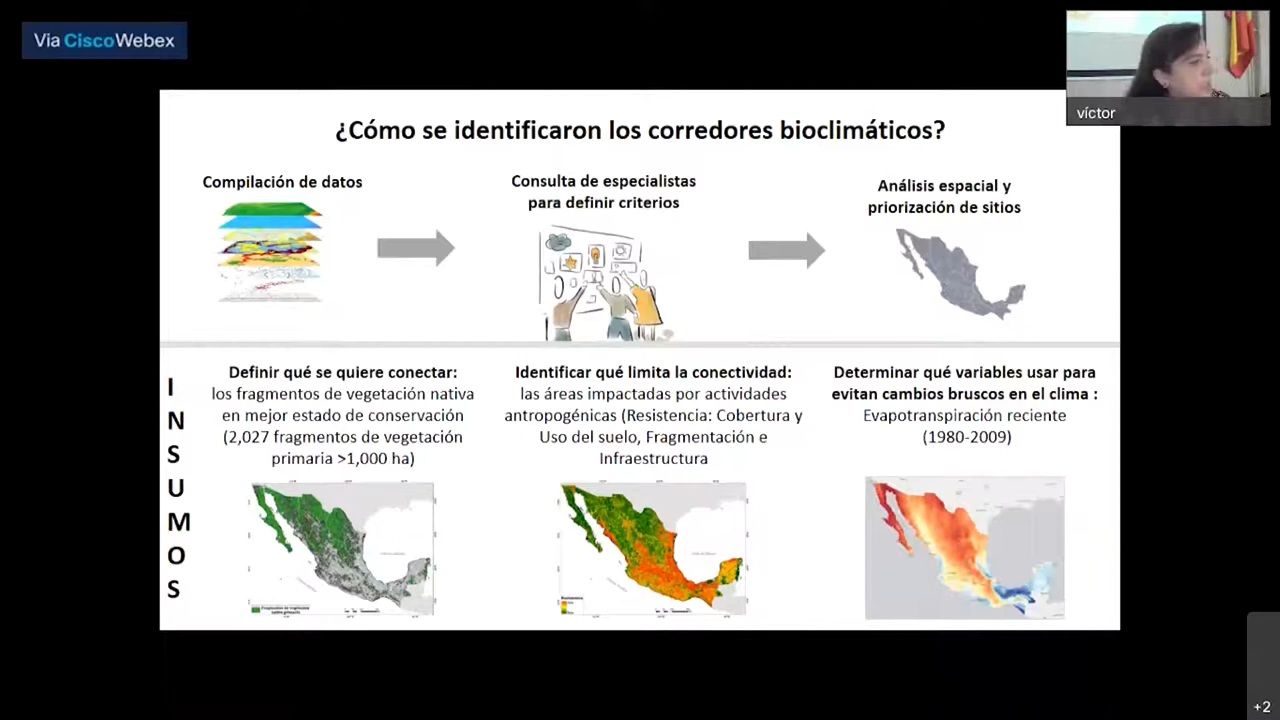 Via Cisco Webex
víctor
¿Cómo se identificaron los corredores bioclimáticos?
Compilación de datos
Consulta de especialistas
para definir criterios
Análisis espacial y
priorización de sitios
INSUMOS
Definir qué se quiere conectar:
los fragmentos de vegetación nativa
en mejor estado de conservación
(2,027 fragmentos de vegetación
primaria >1,000 ha)
Identificar qué limita la conectividad:
las áreas impactadas por actividades
antropogénicas (Resistencia: Cobertura y
Uso del suelo, Fragmentación e
Infraestructura
Determinar qué variables usar para
evitan cambios bruscos en el clima :
Evapotranspiración reciente
(1980-2009)
+2